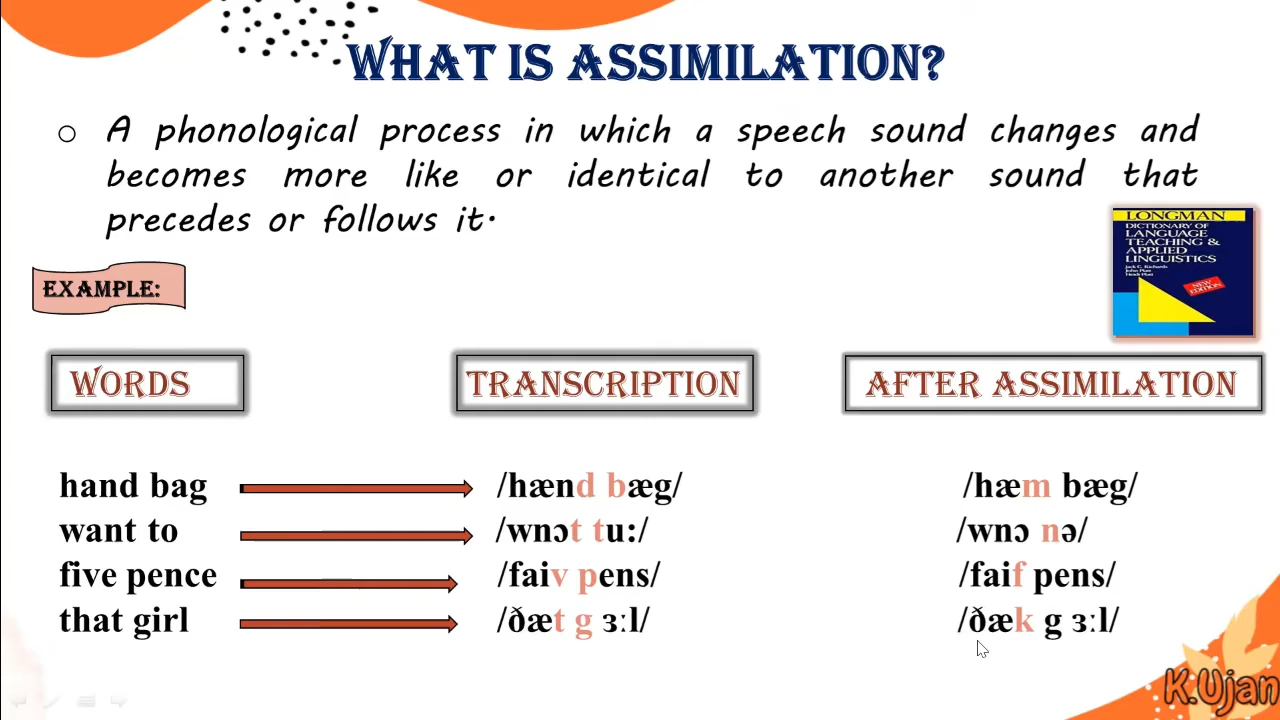 WHAT IS ASSIMILATION?
o A phonological process in which a speech sound changes and
becomes more like or identical to another sound that
precedes or follows it.
LONGMAN
DICTIONARY OF
LANGUAGE
TEACHING &
APPLIED
LINGUISTICS
Jack C. Richards
John Platt
Heidi Platt
NEW
EDITION
EXAMPLE:
WORDS TRANSCRIPTION AFTER ASSIMILATION
hand bag /hænd bæg/ /hæm bæg/
want to /wnɔt tu:/ /wnɔ nə/
five pence /faiv pens/ /faif pens/
that girl /ðæt g ɜːl/ /ðæk g ɜːl/
K.Ujan